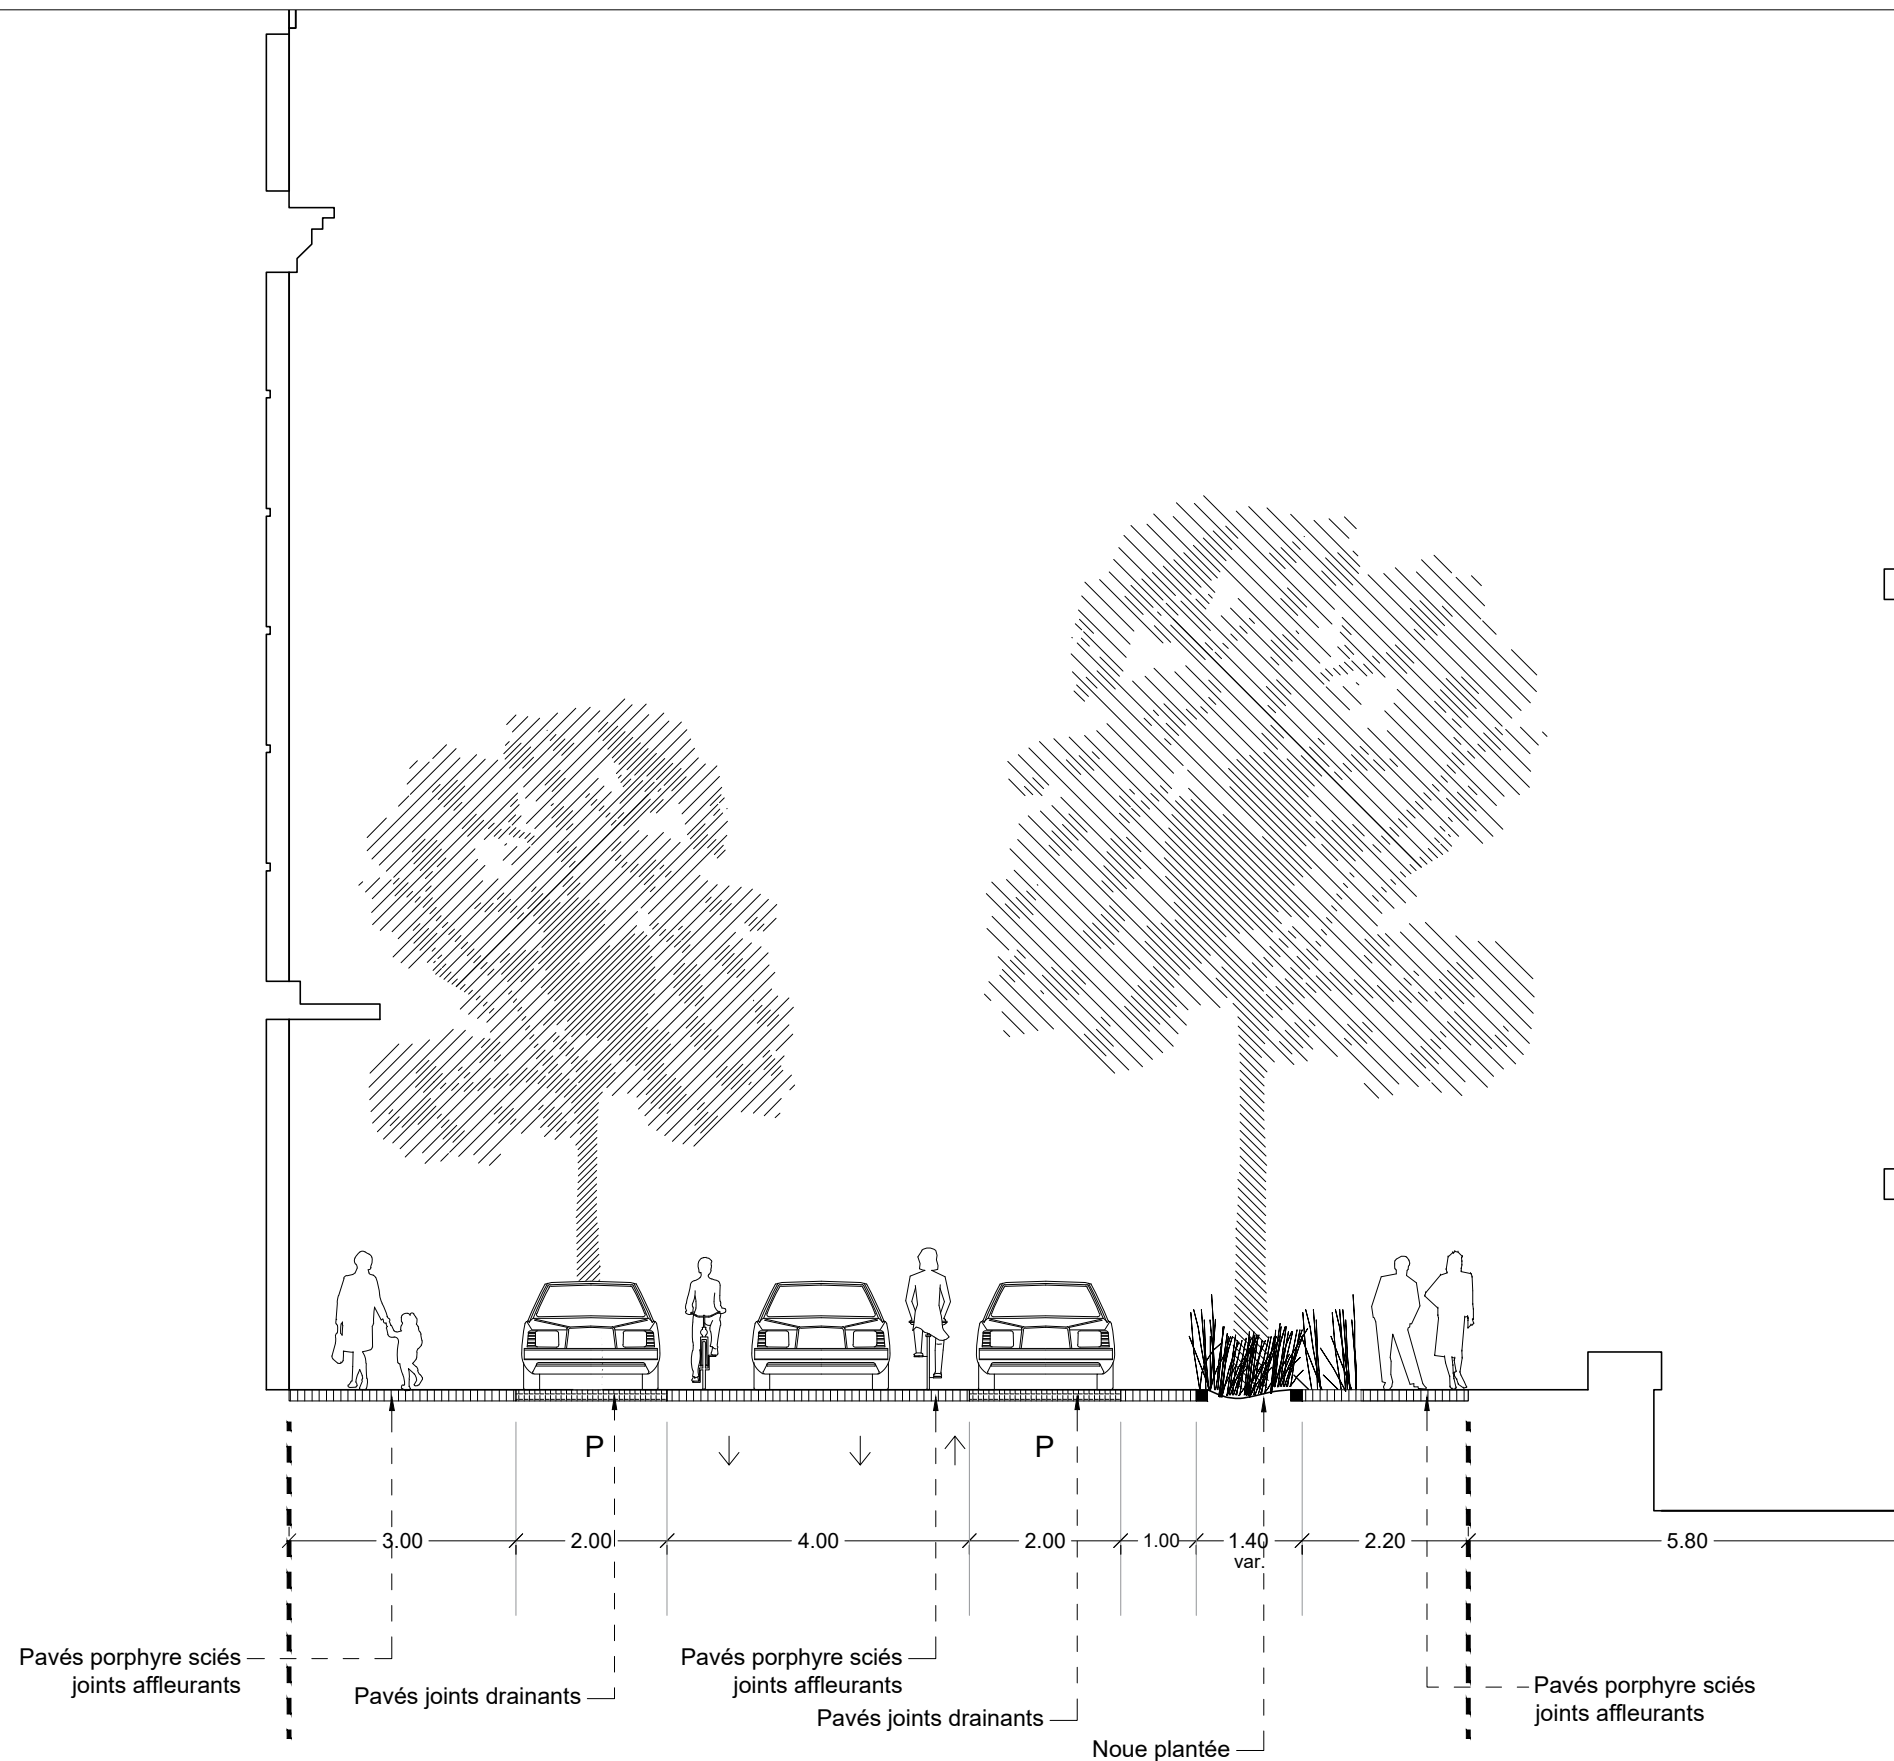 P
P
3.00
2.00
4.00
2.00
1.00
1.40
var.
2.20
5.80
Pavés porphyre sciés
joints affleurants
Pavés joints drainants
Pavés porphyre sciés
joints affleurants
Pavés joints drainants
Noue plantée
Pavés porphyre sciés
joints affleurants